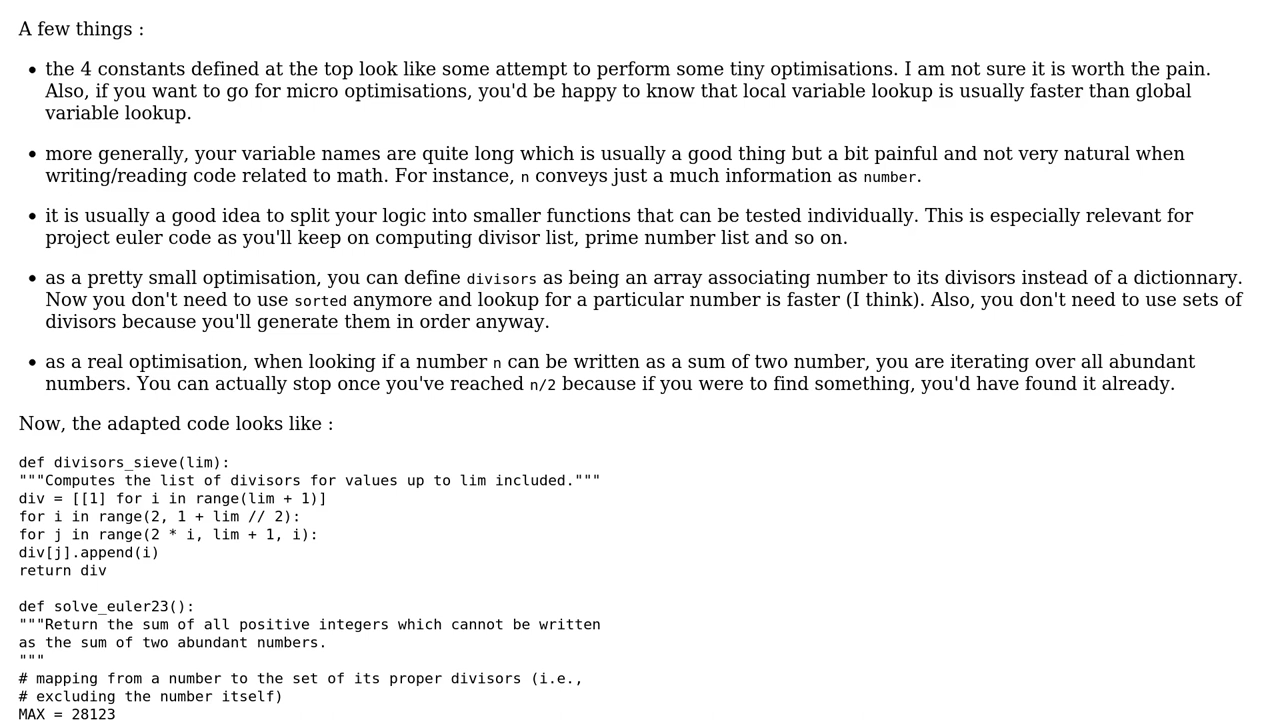 A few things :
• the 4 constants defined at the top look like some attempt to perform some tiny optimisations. I am not sure it is worth the pain.
Also, if you want to go for micro optimisations, you'd be happy to know that local variable lookup is usually faster than global
variable lookup.
• more generally, your variable names are quite long which is usually a good thing but a bit painful and not very natural when
writing/reading code related to math. For instance, n conveys just a much information as number.
• it is usually a good idea to split your logic into smaller functions that can be tested individually. This is especially relevant for
project euler code as you'll keep on computing divisor list, prime number list and so on.
• as a pretty small optimisation, you can define divisors as being an array associating number to its divisors instead of a dictionnary.
Now you don't need to use sorted anymore and lookup for a particular number is faster (I think). Also, you don't need to use sets of
divisors because you'll generate them in order anyway.
• as a real optimisation, when looking if a number n can be written as a sum of two number, you are iterating over all abundant
numbers. You can actually stop once you've reached n/2 because if you were to find something, you'd have found it already.
Now, the adapted code looks like :
def divisors_sieve(lim):
"""Computes the list of divisors for values up to lim included."""
div = [[1] for i in range(lim + 1)]
for i in range(2, 1 + lim // 2):
for j in range(2 * i, lim + 1, i):
div[j].append(i)
return div
def solve_euler23():
"""Return the sum of all positive integers which cannot be written
as the sum of two abundant numbers.
"""
# mapping from a number to the set of its proper divisors (i.e.,
# excluding the number itself)
MAX = 28123